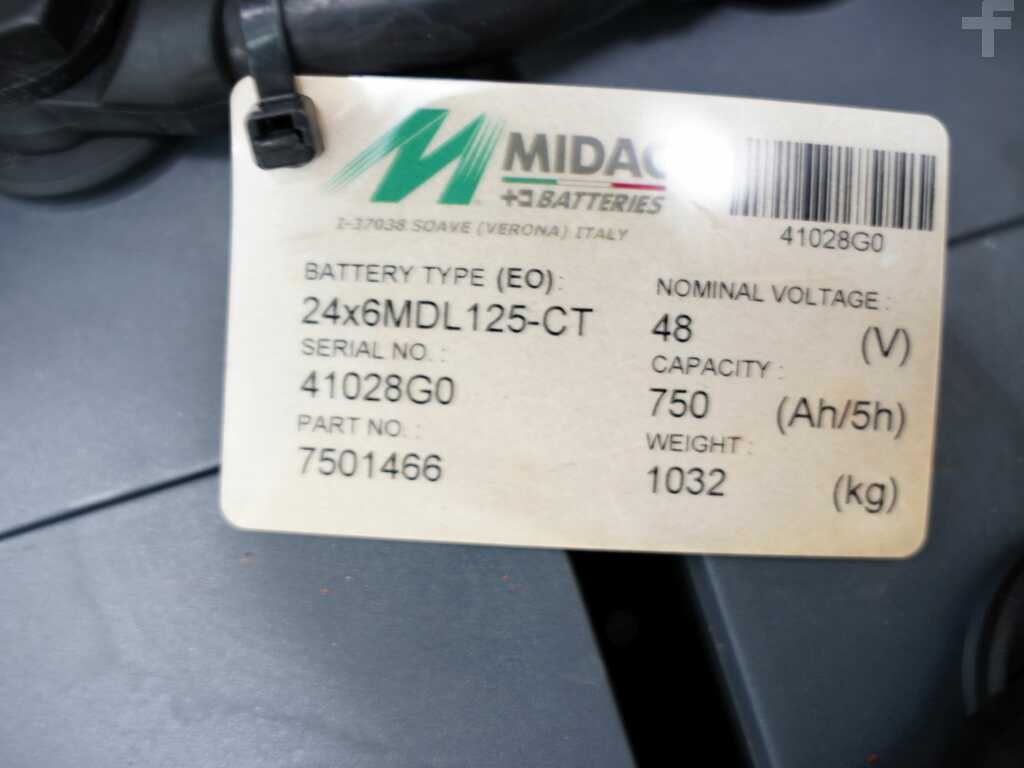 MIDAC
BATTERIES
I-37038 SOAVE (VERONA) ITALY
41028G0
BATTERY TYPE (EO):
24x6MDL125-CT
SERIAL NO. :
41028G0
PART NO. :
7501466
NOMINAL VOLTAGE :
48 (V)
CAPACITY :
750 (Ah/5h)
WEIGHT :
1032 (kg)
f